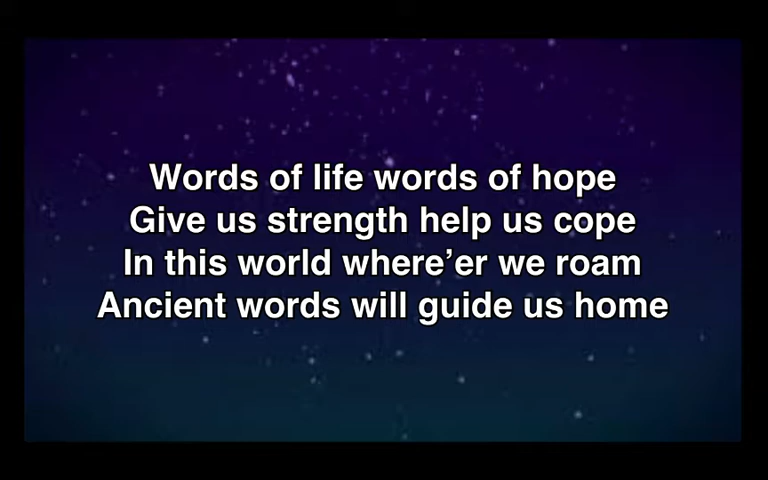 Words of life words of hope
Give us strength help us cope
In this world where’er we roam
Ancient words will guide us home